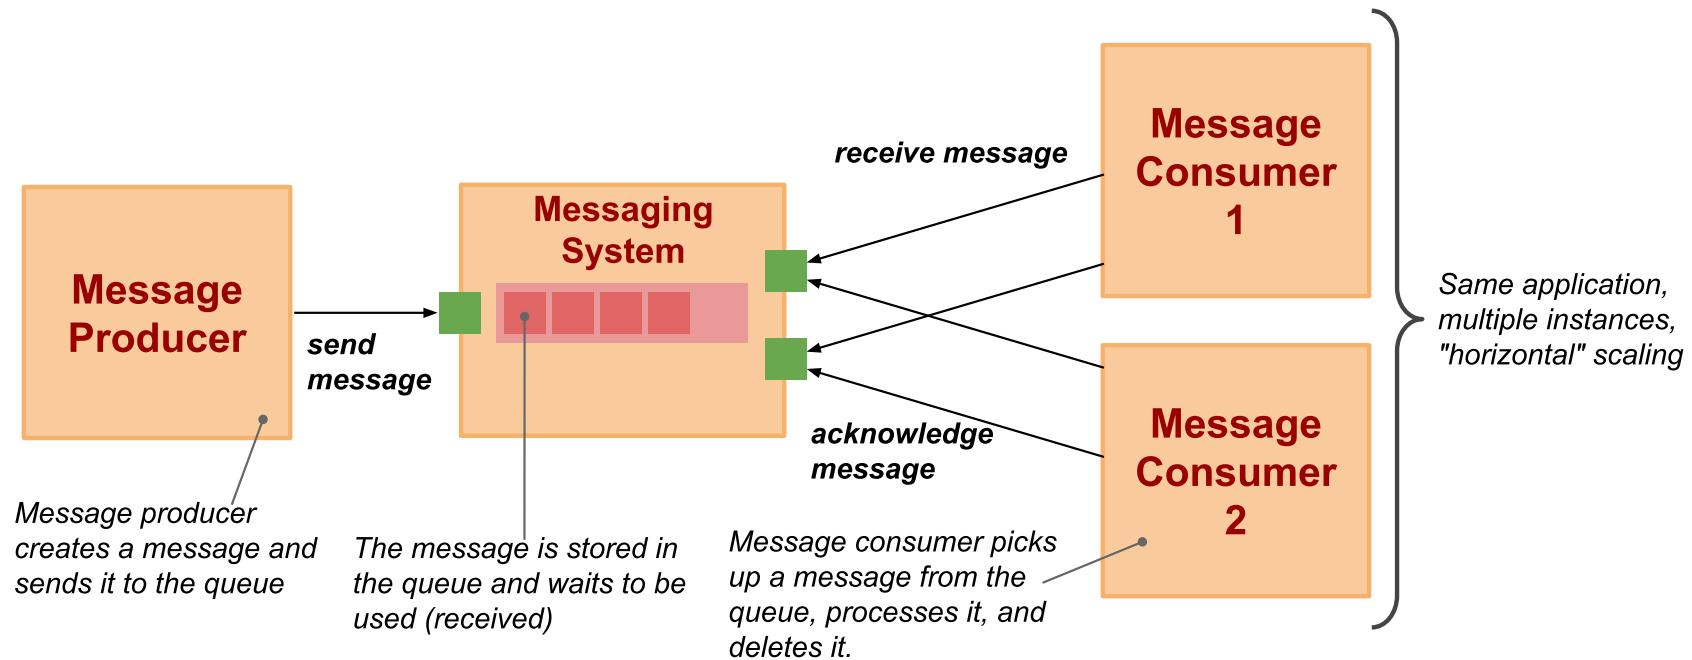 Message
Producer
send
message
Message producer
creates a message and
sends it to the queue
Messaging
System
The message is stored in
the queue and waits to be
used (received)
receive message
acknowledge
message
Message consumer picks
up a message from the
queue, processes it, and
deletes it.
Message
Consumer
1
Message
Consumer
2
Same application,
multiple instances,
"horizontal" scaling